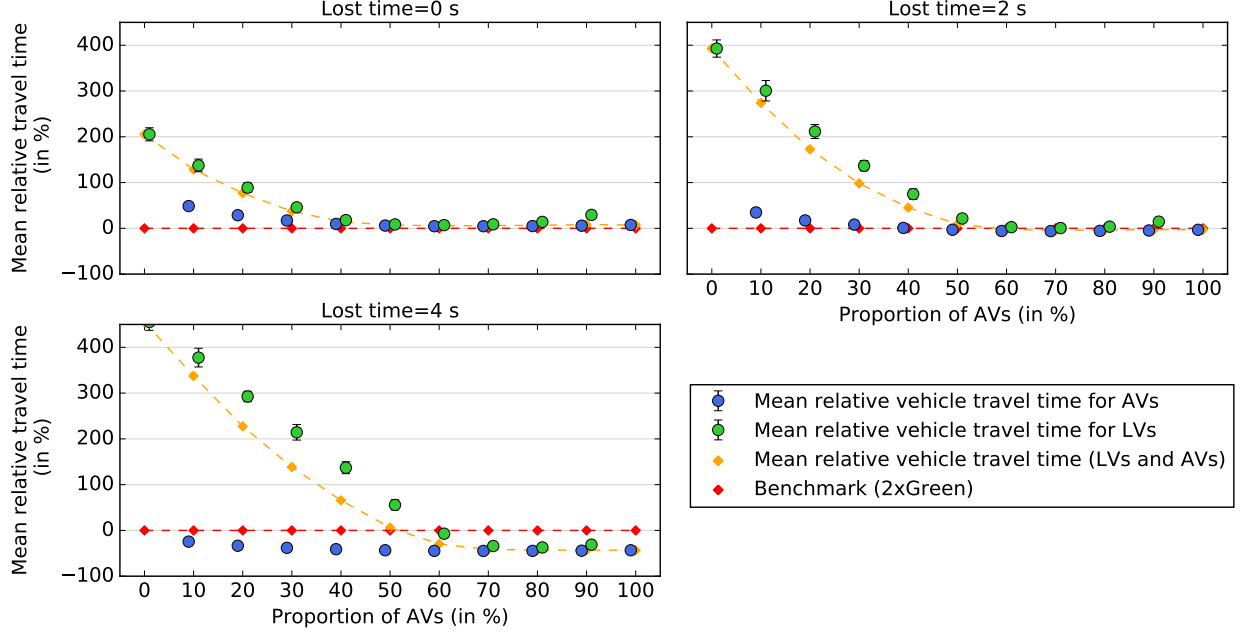 Lost time=0 s
Mean relative travel time
(in %)
400
300
200
100
0
−100
Lost time=2 s
0 10 20 30 40 50 60 70 80 90 100
Proportion of AVs (in %)
Lost time=4 s
Mean relative travel time
(in %)
400
300
200
100
0
−100
0 10 20 30 40 50 60 70 80 90 100
Proportion of AVs (in %)
Mean relative vehicle travel time for AVs
Mean relative vehicle travel time for LVs
Mean relative vehicle travel time (LVs and AVs)
Benchmark (2xGreen)